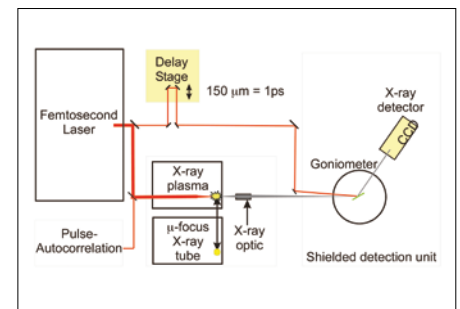 Delay
Stage
150 μm = 1ps
Femtosecond
Laser
X-ray
detector
CCD
Goniometer
X-ray
plasma
μ-focus
X-ray
tube
X-ray
optic
Pulse-
Autocorrelation
Shielded detection unit